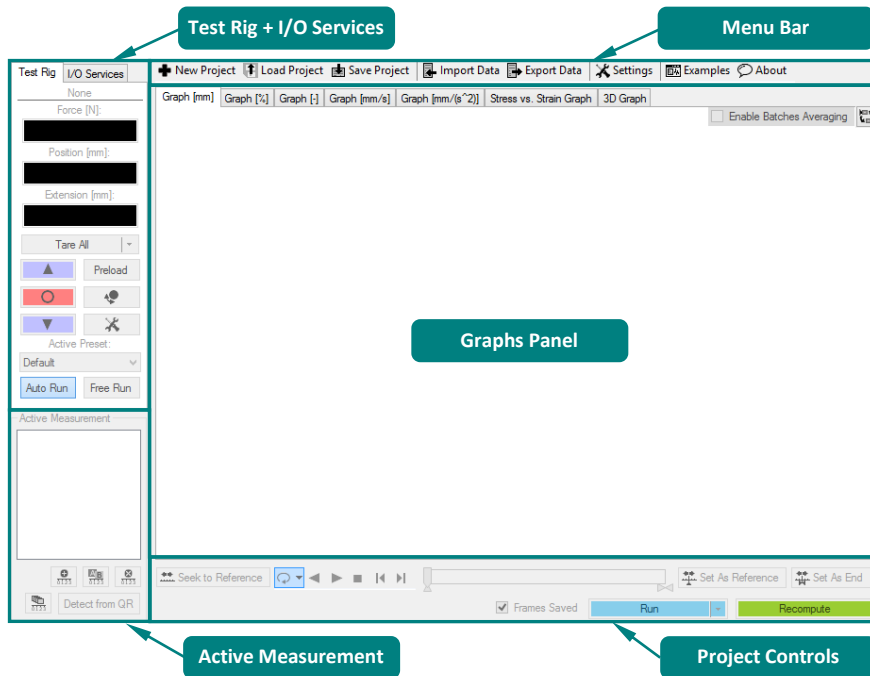 Test Rig + I/O Services
Menu Bar
Test Rig
I/O Services
New Project
Load Project
Save Project
Import Data
Export Data
Settings
Examples
About
None
Force [N]:
Position [mm]:
Extension [mm]:
Tare All
Preload
Active Preset:
Default
Auto Run
Free Run
Graph [mm]
Graph [%]
Graph [-]
Graph [mm/s]
Graph [mm/(s^2)]
Stress vs. Strain Graph
3D Graph
Enable Batches Averaging
Graphs Panel
Active Measurement
Detect from QR
Seek to Reference
Set As Reference
Set As End
Frames Saved
Run
Recompute
Active Measurement
Project Controls